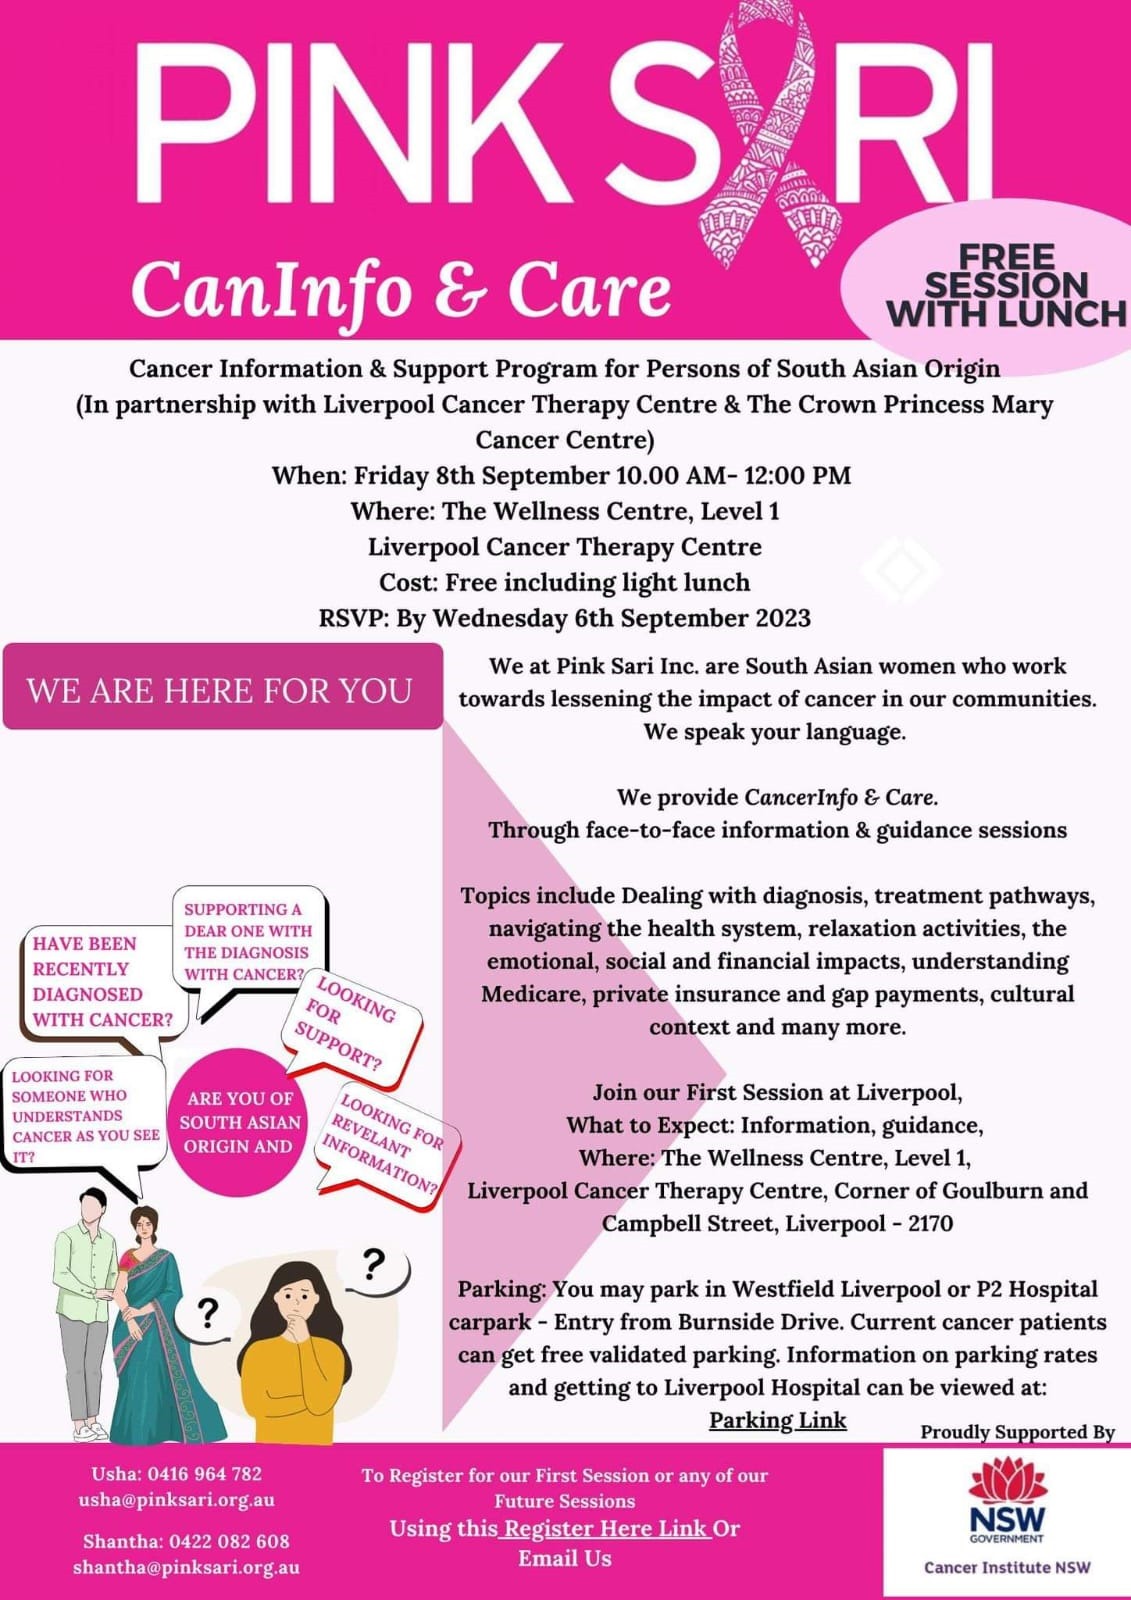 PINK SARI
CanInfo & Care
FREE
SESSION
WITH LUNCH
Cancer Information & Support Program for Persons of South Asian Origin
(In partnership with Liverpool Cancer Therapy Centre & The Crown Princess Mary
Cancer Centre)
When: Friday 8th September 10.00 AM- 12:00 PM
Where: The Wellness Centre, Level 1
Liverpool Cancer Therapy Centre
Cost: Free including light lunch
RSVP: By Wednesday 6th September 2023
WE ARE HERE FOR YOU
We at Pink Sari Inc. are South Asian women who work
towards lessening the impact of cancer in our communities.
We speak your language.
We provide CancerInfo & Care.
Through face-to-face information & guidance sessions
Topics include Dealing with diagnosis, treatment pathways,
navigating the health system, relaxation activities, the
emotional, social and financial impacts, understanding
Medicare, private insurance and gap payments, cultural
context and many more.
Join our First Session at Liverpool,
What to Expect: Information, guidance,
Where: The Wellness Centre, Level 1,
Liverpool Cancer Therapy Centre, Corner of Goulburn and
Campbell Street, Liverpool - 2170
Parking: You may park in Westfield Liverpool or P2 Hospital
carpark - Entry from Burnside Drive. Current cancer patients
can get free validated parking. Information on parking rates
and getting to Liverpool Hospital can be viewed at:
Parking Link
SUPPORTING A
DEAR ONE WITH
THE DIAGNOSIS
WITH CANCER?
HAVE BEEN
RECENTLY
DIAGNOSED
WITH CANCER?
LOOKING
FOR
SUPPORT?
LOOKING FOR
SOMEONE WHO
UNDERSTANDS
CANCER AS YOU SEE
IT?
ARE YOU OF
SOUTH ASIAN
ORIGIN AND
LOOKING FOR
REVELANT
INFORMATION?
?
?
Proudly Supported By
Usha: 0416 964 782
usha@pinksari.org.au
Shantha: 0422 082 608
shantha@pinksari.org.au
To Register for our First Session or any of our
Future Sessions
Using this Register Here Link Or
Email Us
NSW
GOVERNMENT
Cancer Institute NSW